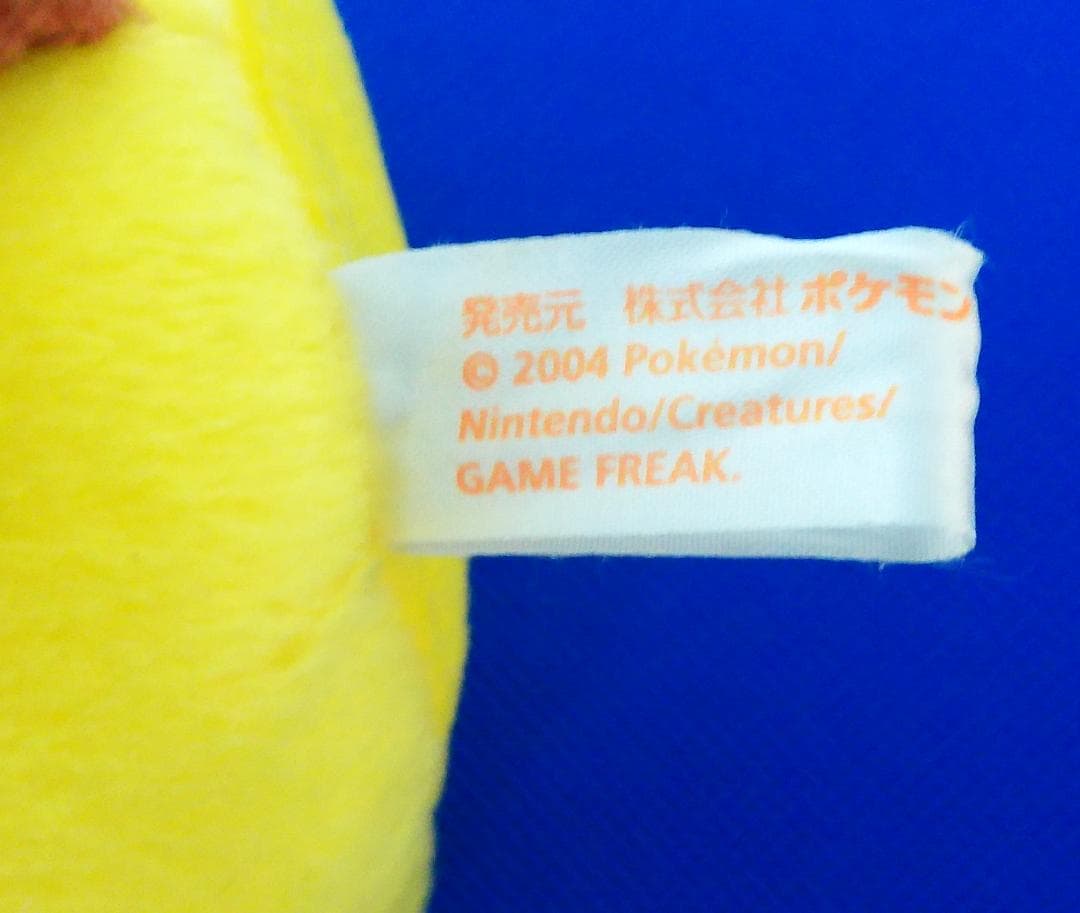 発売元 株式会社ポケモン
© 2004 Pokémon/
Nintendo/Creatures/
GAME FREAK.